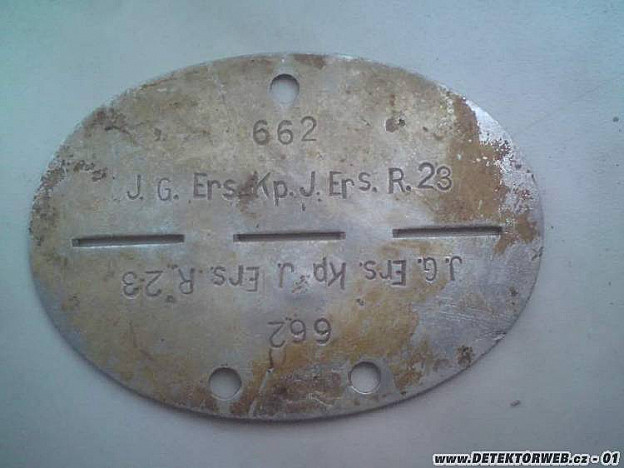 662
J. G. Ers. Kp. J. Ers. R. 23
J. G. Ers. Kp. J. Ers. R. 23
662
www.DETEKTORWEB.cz - 01